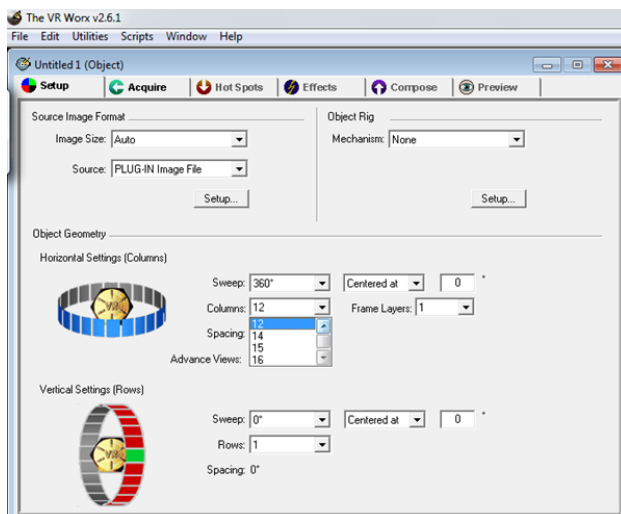 The VR Worx v2.6.1
File Edit Utilities Scripts Window Help
Untitled 1 (Object)
Setup Acquire Hot Spots Effects Compose Preview
Source Image Format
Object Rig
Image Size: Auto
Mechanism: None
Source: PLUG-IN Image File
Setup...
Setup...
Object Geometry
Horizontal Settings (Columns)
Sweep: 360° Centered at 0 °
Columns: 12 Frame Layers: 1
12
14
Spacing:
15
Advance Views: 16
VR
Vertical Settings (Rows)
Sweep: 0° Centered at 0 °
Rows: 1
Spacing: 0°
VR